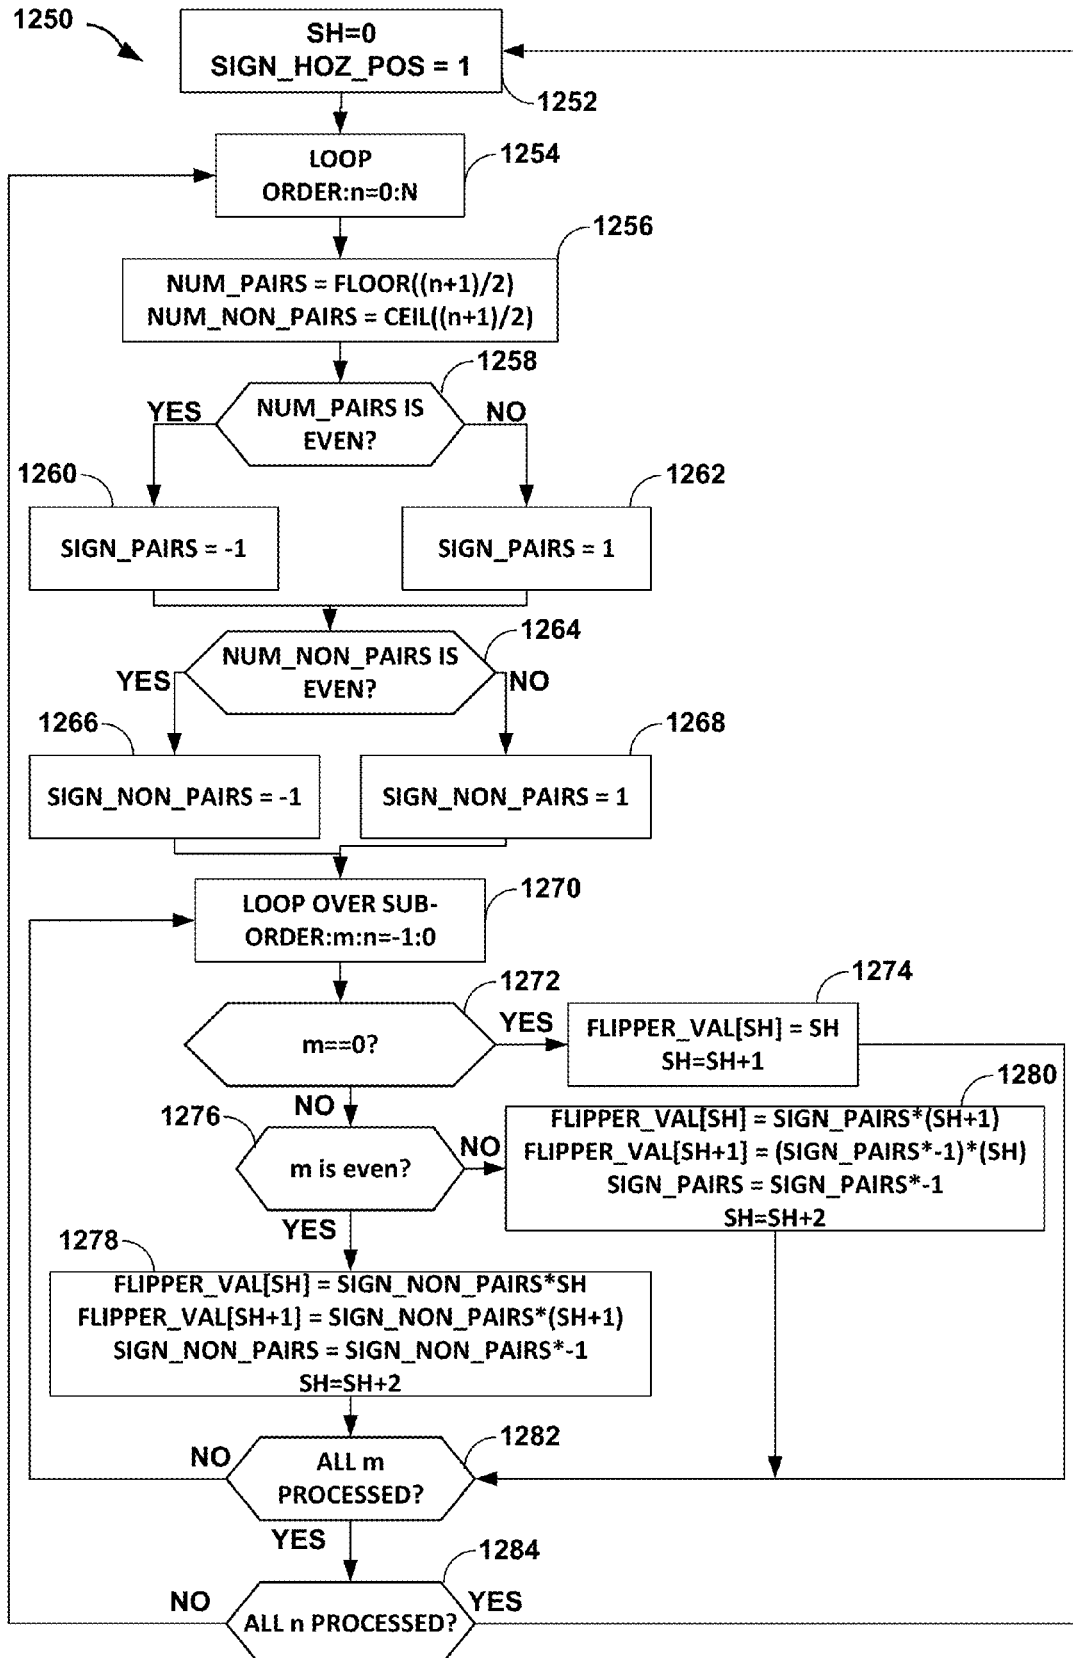 1250
SH=0
SIGN_HOZ_POS = 1
1252
LOOP
ORDER:n=0:N
1254
1256
NUM_PAIRS = FLOOR((n+1)/2)
NUM_NON_PAIRS = CEIL((n+1)/2)
1258
NUM_PAIRS IS
EVEN?
YES
NO
1260
SIGN_PAIRS = -1
1262
SIGN_PAIRS = 1
1264
NUM_NON_PAIRS IS
EVEN?
YES
NO
1266
SIGN_NON_PAIRS = -1
1268
SIGN_NON_PAIRS = 1
1270
LOOP OVER SUB-
ORDER:m:n=-1:0
1272
m==0?
YES
NO
1274
FLIPPER_VAL[SH] = SH
SH=SH+1
1276
m is even?
NO
YES
1280
FLIPPER_VAL[SH] = SIGN_PAIRS*(SH+1)
FLIPPER_VAL[SH+1] = (SIGN_PAIRS*-1)*(SH)
SIGN_PAIRS = SIGN_PAIRS*-1
SH=SH+2
1278
FLIPPER_VAL[SH] = SIGN_NON_PAIRS*SH
FLIPPER_VAL[SH+1] = SIGN_NON_PAIRS*(SH+1)
SIGN_NON_PAIRS = SIGN_NON_PAIRS*-1
SH=SH+2
1282
ALL m
PROCESSED?
NO
YES
1284
ALL n PROCESSED?
NO
YES